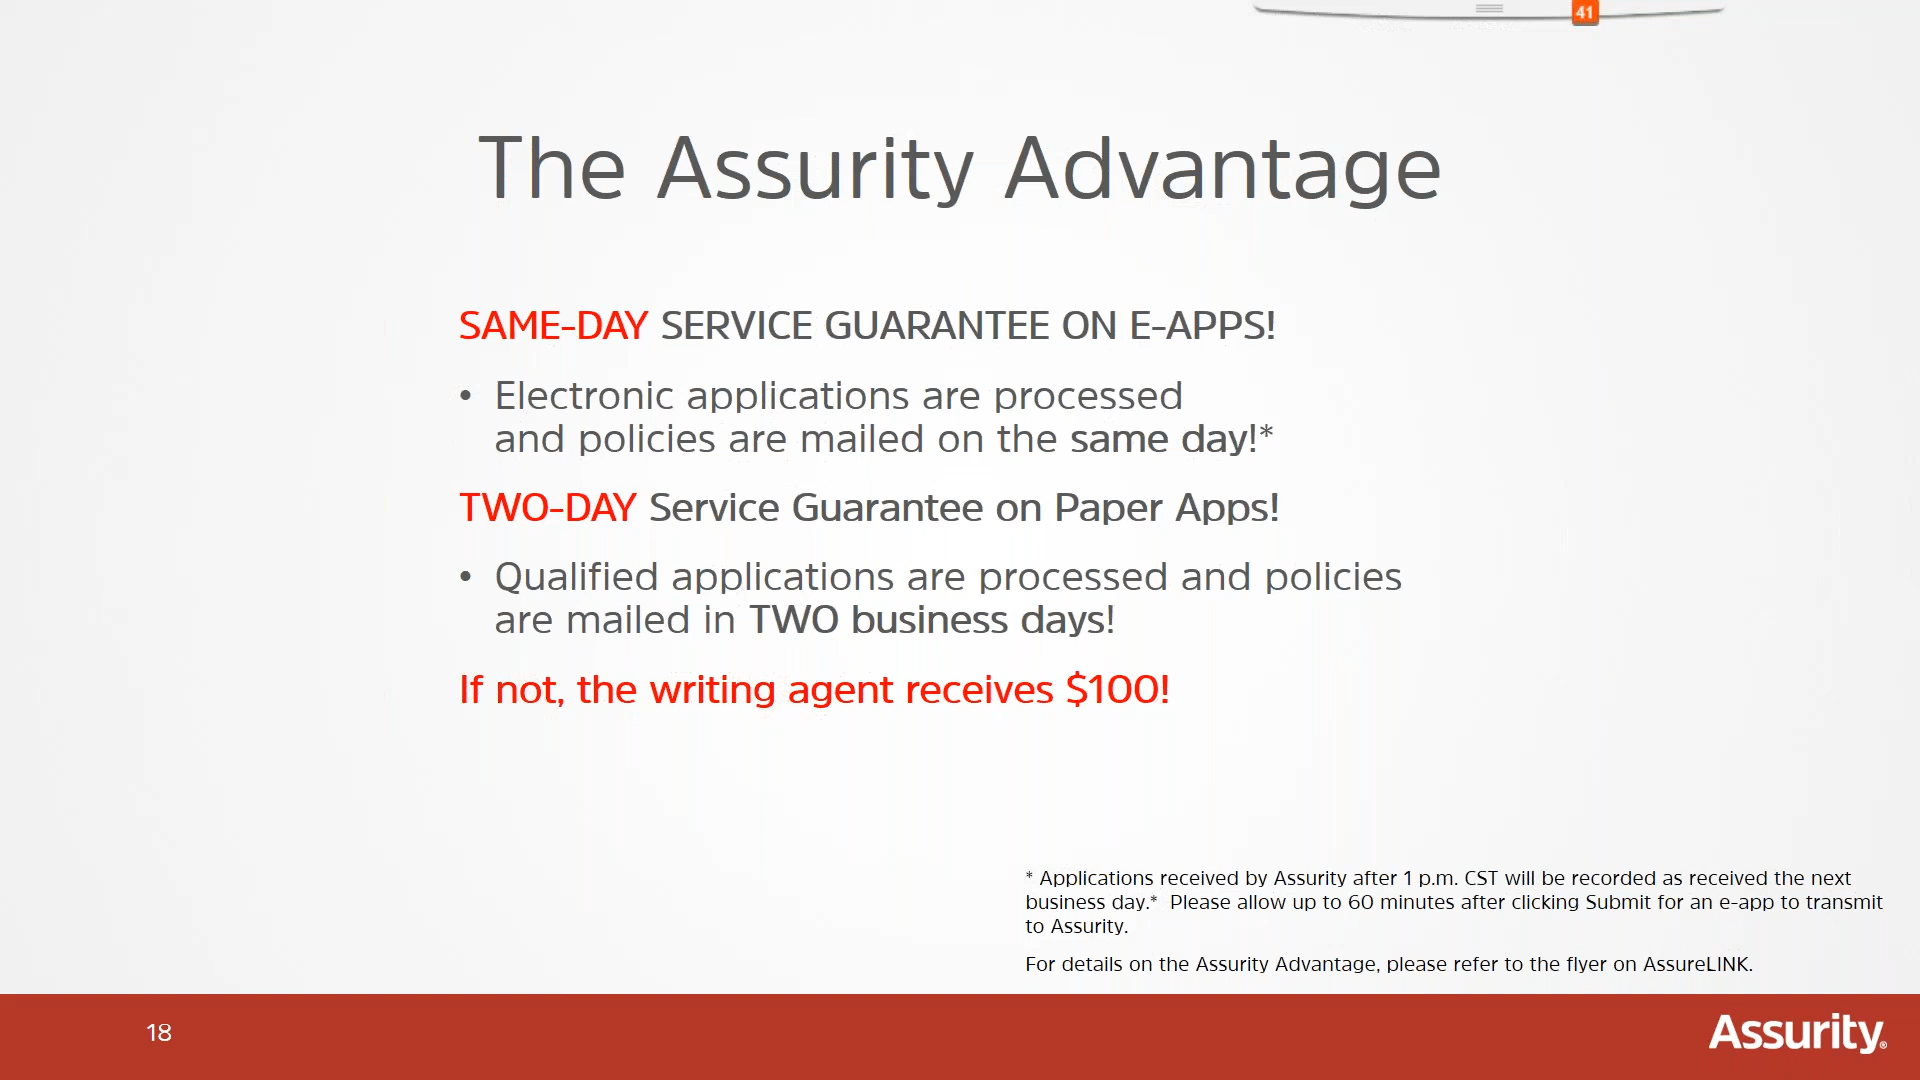 41
The Assurity Advantage
SAME-DAY SERVICE GUARANTEE ON E-APPS!
• Electronic applications are processed
and policies are mailed on the same day!*
TWO-DAY Service Guarantee on Paper Apps!
• Qualified applications are processed and policies
are mailed in TWO business days!
If not, the writing agent receives $100!
* Applications received by Assurity after 1 p.m. CST will be recorded as received the next
business day.* Please allow up to 60 minutes after clicking Submit for an e-app to transmit
to Assurity.
For details on the Assurity Advantage, please refer to the flyer on AssureLINK.
18
Assurity®